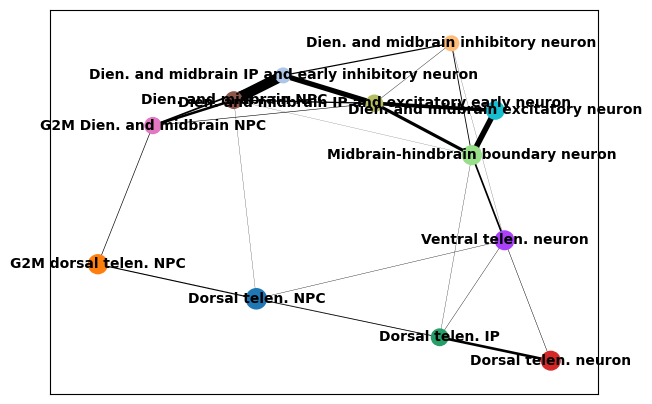 Dien. and midbrain inhibitory neuron
Dien. and midbrain IP and early inhibitory neuron
Dien. and midbrain NPC
Dien. and midbrain IP and excitatory early neuron
Dien. and midbrain excitatory neuron
G2M Dien. and midbrain NPC
Midbrain-hindbrain boundary neuron
Ventral telen. neuron
G2M dorsal telen. NPC
Dorsal telen. NPC
Dorsal telen. IP
Dorsal telen. neuron